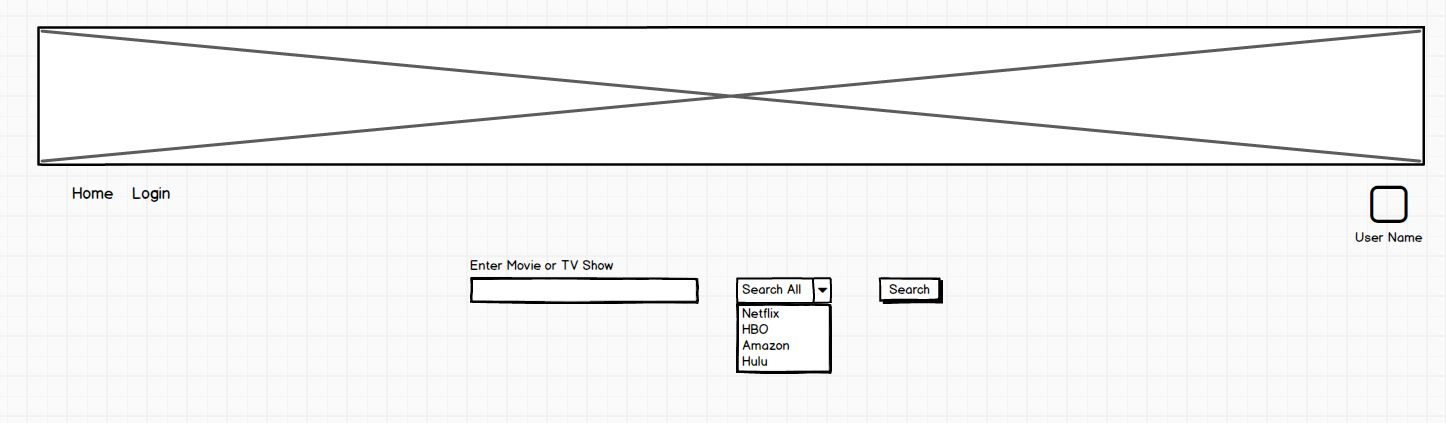 Home Login
User Name
Enter Movie or TV Show
Search All
Search
Netflix
HBO
Amazon
Hulu